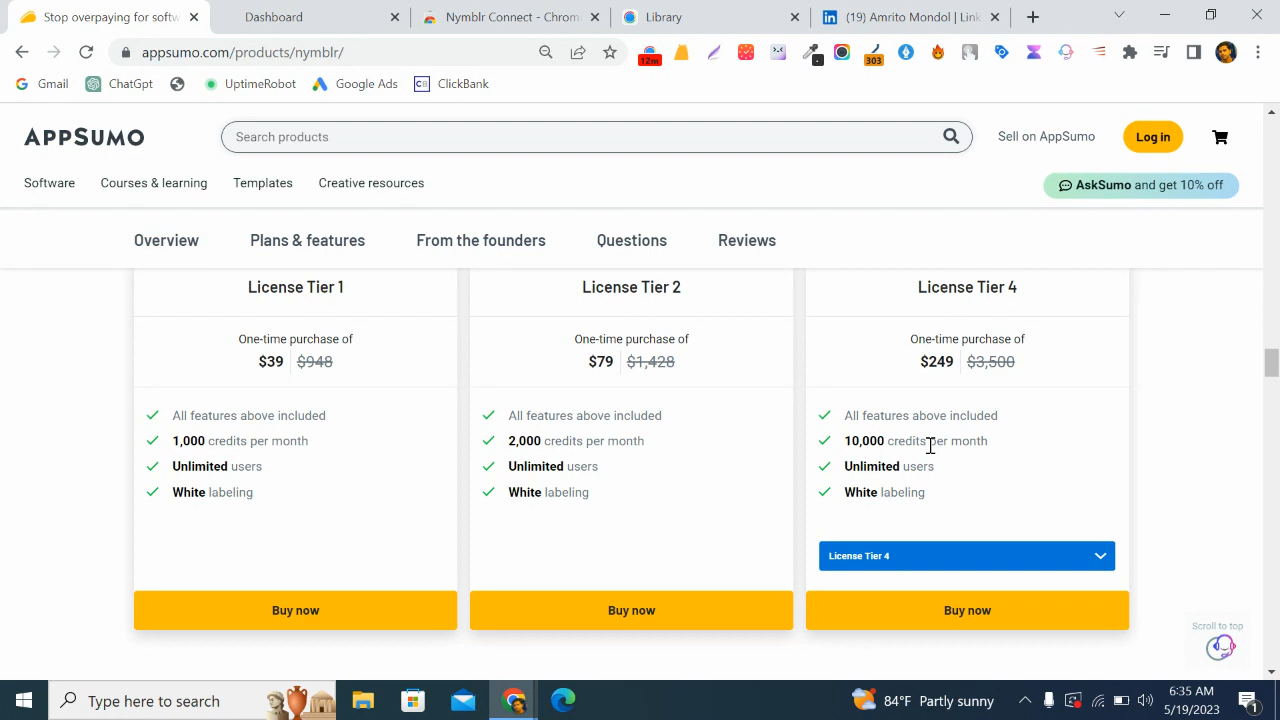 Stop overpaying for softw
Dashboard
Nymblr Connect - Chrom
Library
(19) Amrito Mondol | Link
appsumo.com/products/nymblr/
12m
303
Gmail
ChatGpt
UptimeRobot
Google Ads
CB
ClickBank
APPSUMO
Search products
Sell on AppSumo
Log in
Software
Courses & learning
Templates
Creative resources
AskSumo and get 10% off
Overview
Plans & features
From the founders
Questions
Reviews
License Tier 1
One-time purchase of
$39 $948
All features above included
1,000 credits per month
Unlimited users
White labeling
Buy now
License Tier 2
One-time purchase of
$79 $1,428
All features above included
2,000 credits per month
Unlimited users
White labeling
Buy now
License Tier 4
One-time purchase of
$249 $3,500
All features above included
10,000 credits per month
Unlimited users
White labeling
License Tier 4
Buy now
Scroll to top
Type here to search
84°F Partly sunny
6:35 AM
5/19/2023
1